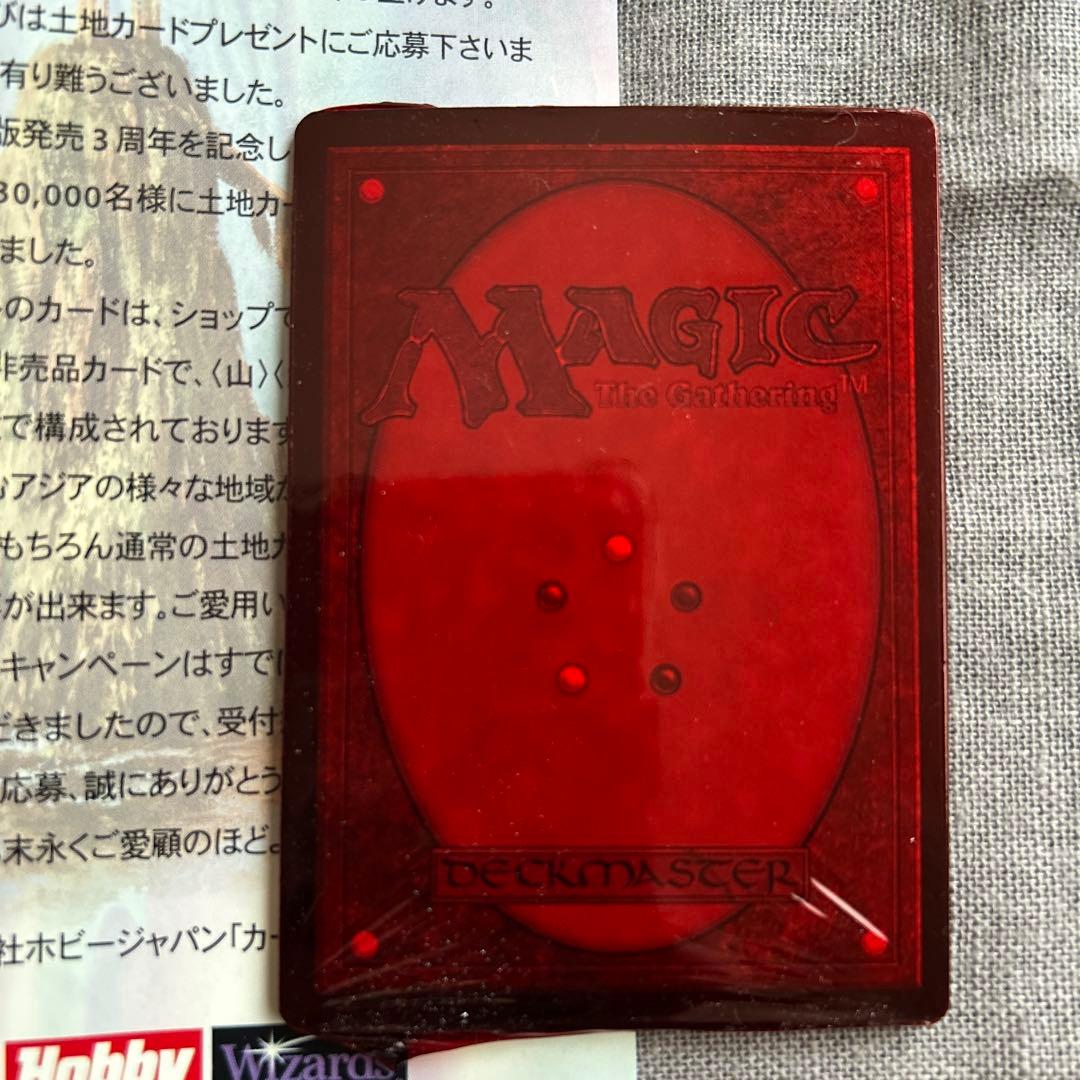 びは土地カードプレゼントにご応募下さいま
有り難うございました。
版発売3周年を記念し
30,000名様に土地カ
ました。
のカードは、ショップで
非売品カードで、〈山〉〈
で構成されております
むアジアの様々な地域か
もちろん通常の土地カ
が出来ます。ご愛用い
キャンペーンはすでに
だきましたので、受付
応募、誠にありがとう
末永くご愛顧のほど
社ホビージャパン「カー
Hobby
Wizards
MAGIC
The Gathering™
DECKMASTER